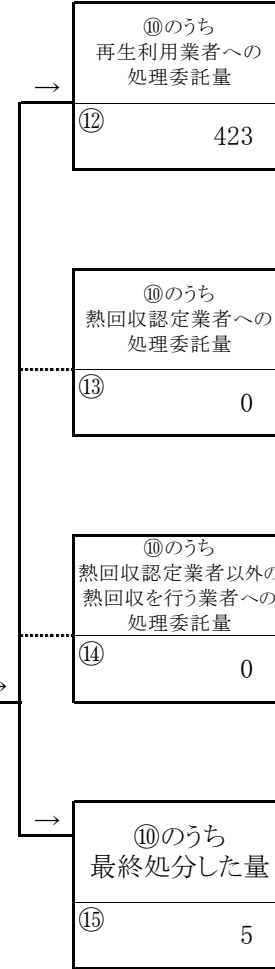 ⑩のうち
再生利用業者への
処理委託量
→
⑫
423
⑩のうち
熱回収認定業者への
処理委託量
⑬
0
⑩のうち
熱回収認定業者以外の
熱回収を行う業者への
処理委託量
⑭
0
→
→
⑩のうち
最終処分した量
⑮
5